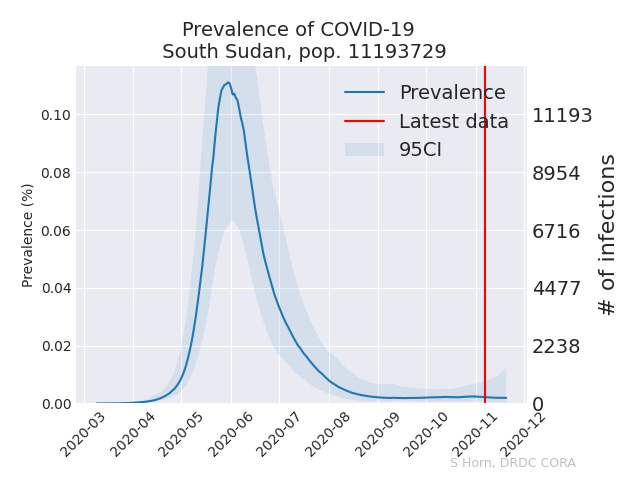 Prevalence of COVID-19
South Sudan, pop. 11193729
Prevalence
Latest data
95CI
Prevalence (%)
0.10
0.08
0.06
0.04
0.02
0.00
11193
8954
6716
4477
2238
0
# of infections
2020-03
2020-04
2020-05
2020-06
2020-07
2020-08
2020-09
2020-10
2020-11
2020-12
S Horn, DRDC CORA